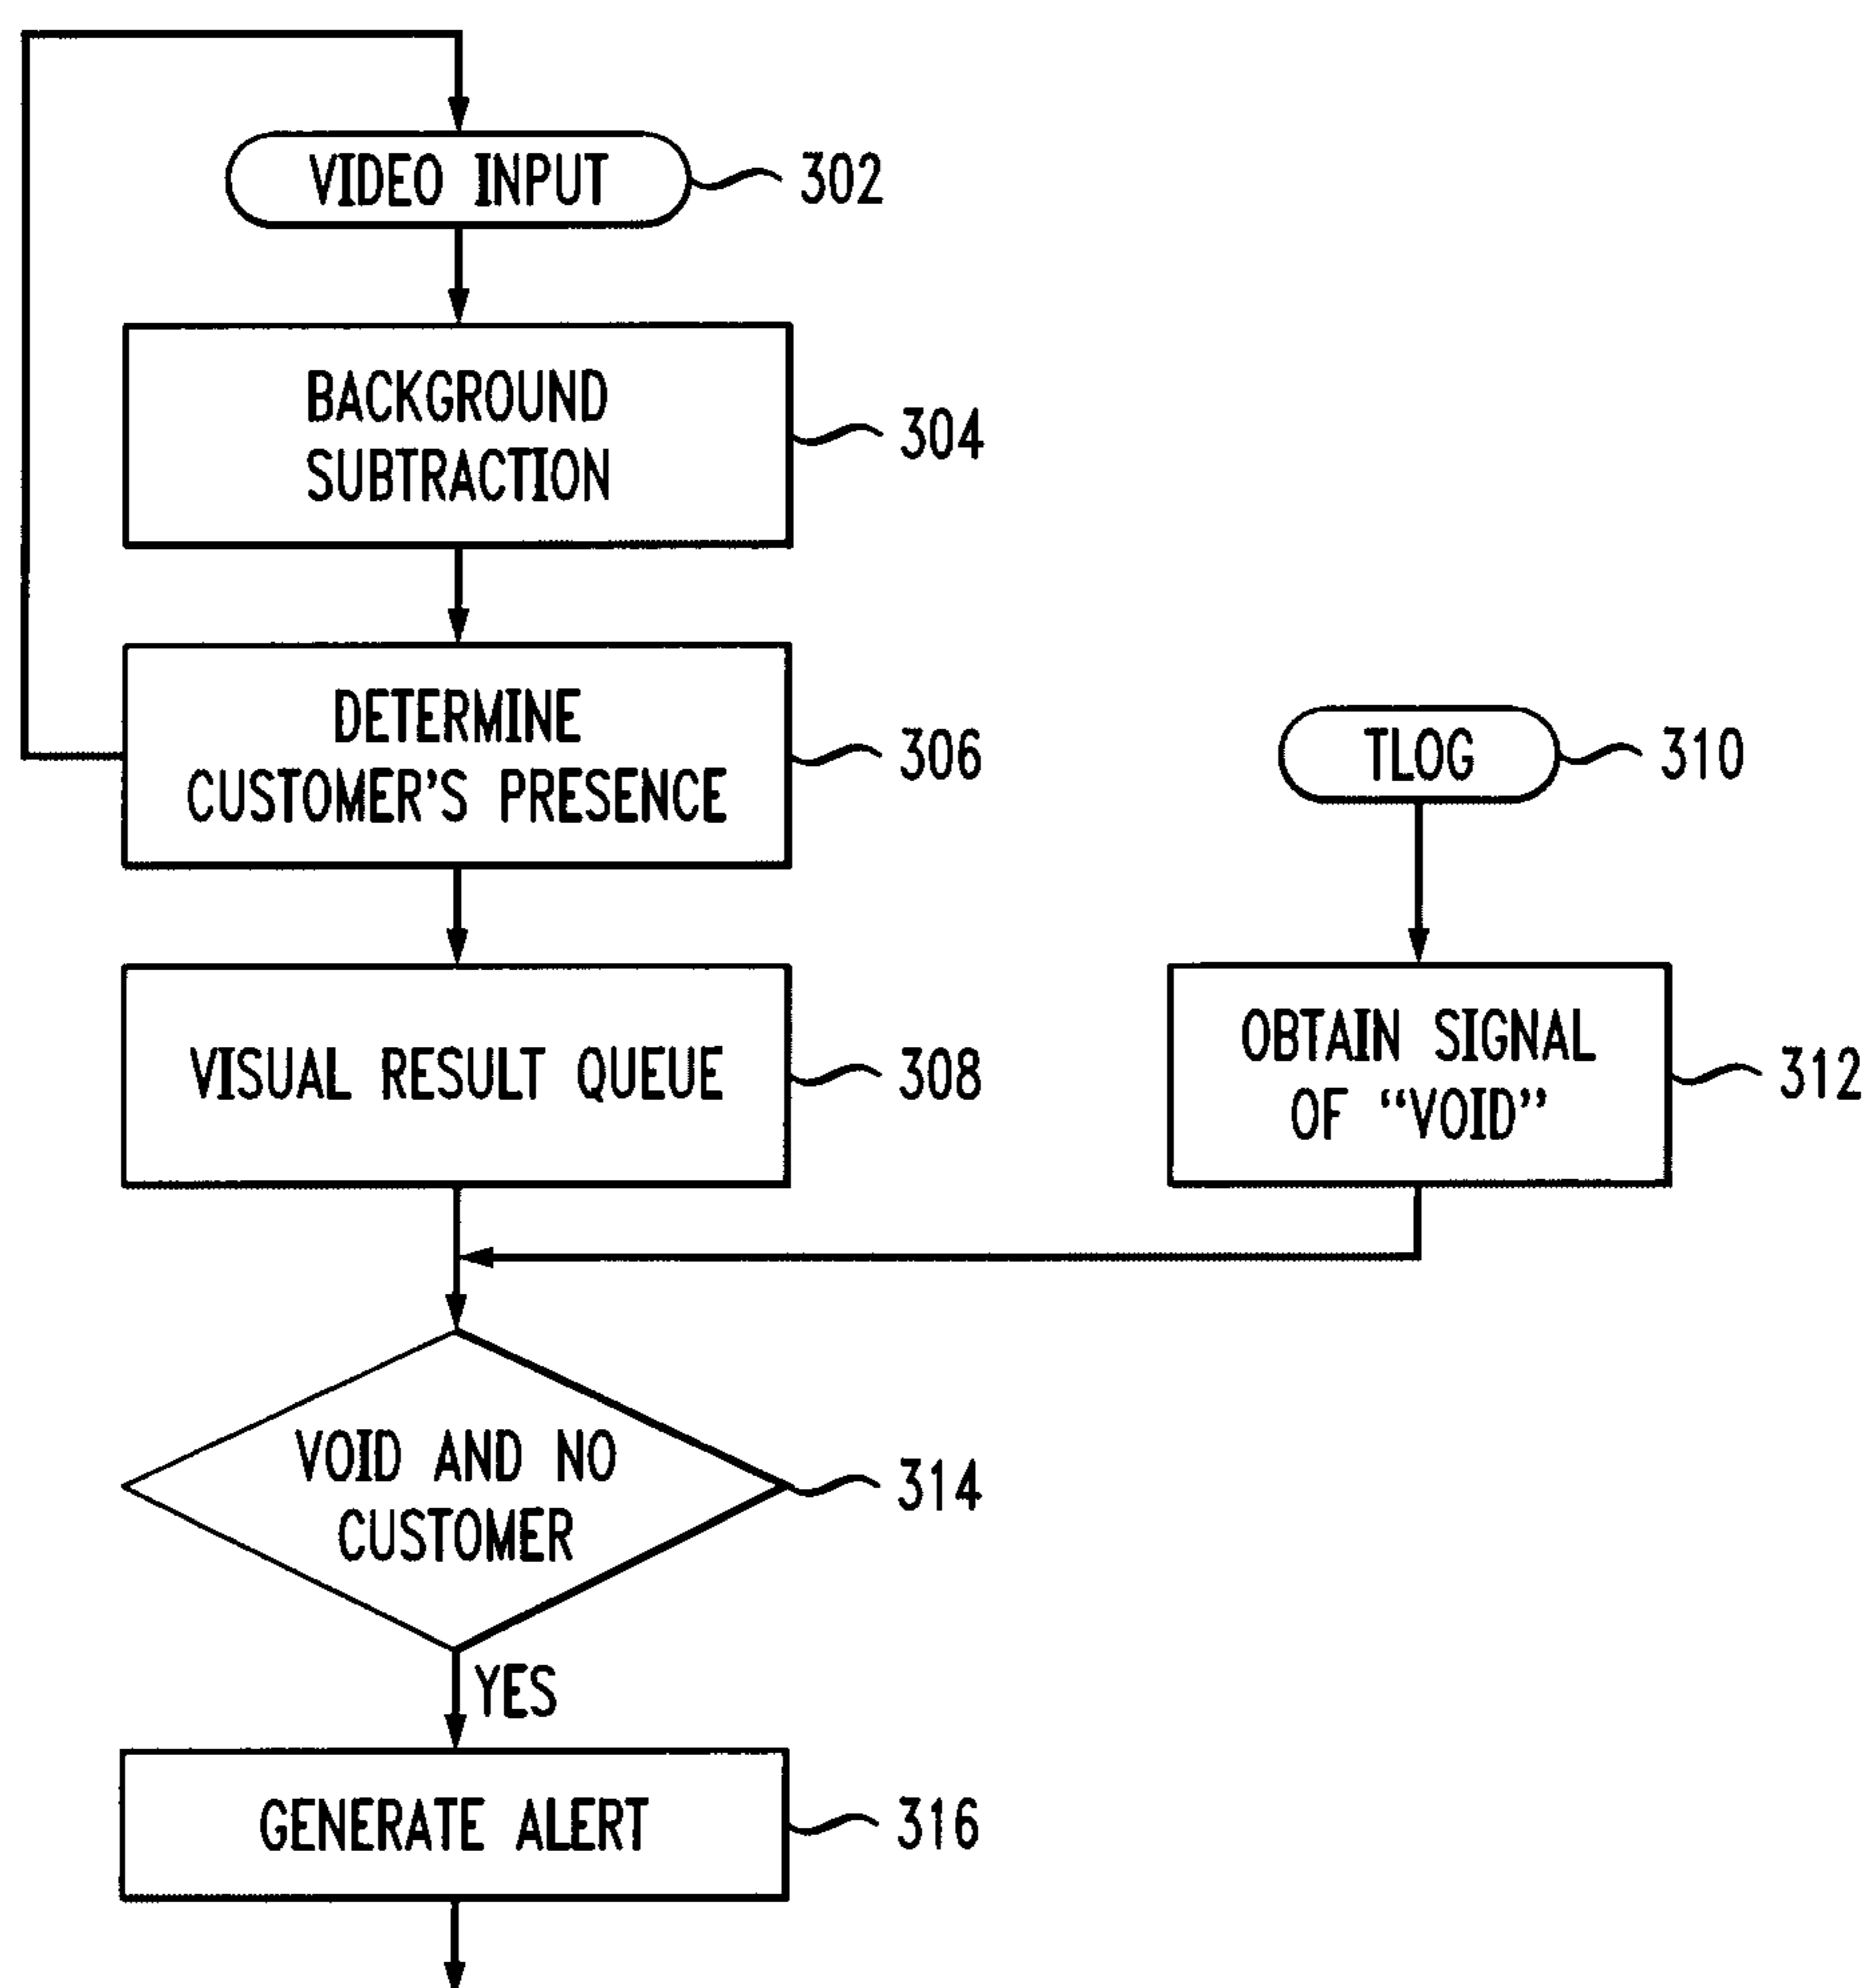 VIDEO INPUT
302
BACKGROUND
SUBTRACTION
304
DETERMINE
CUSTOMER'S PRESENCE
306
TLOG
310
VISUAL RESULT QUEUE
308
OBTAIN SIGNAL
OF “VOID”
312
VOID AND NO
CUSTOMER
314
YES
GENERATE ALERT
316